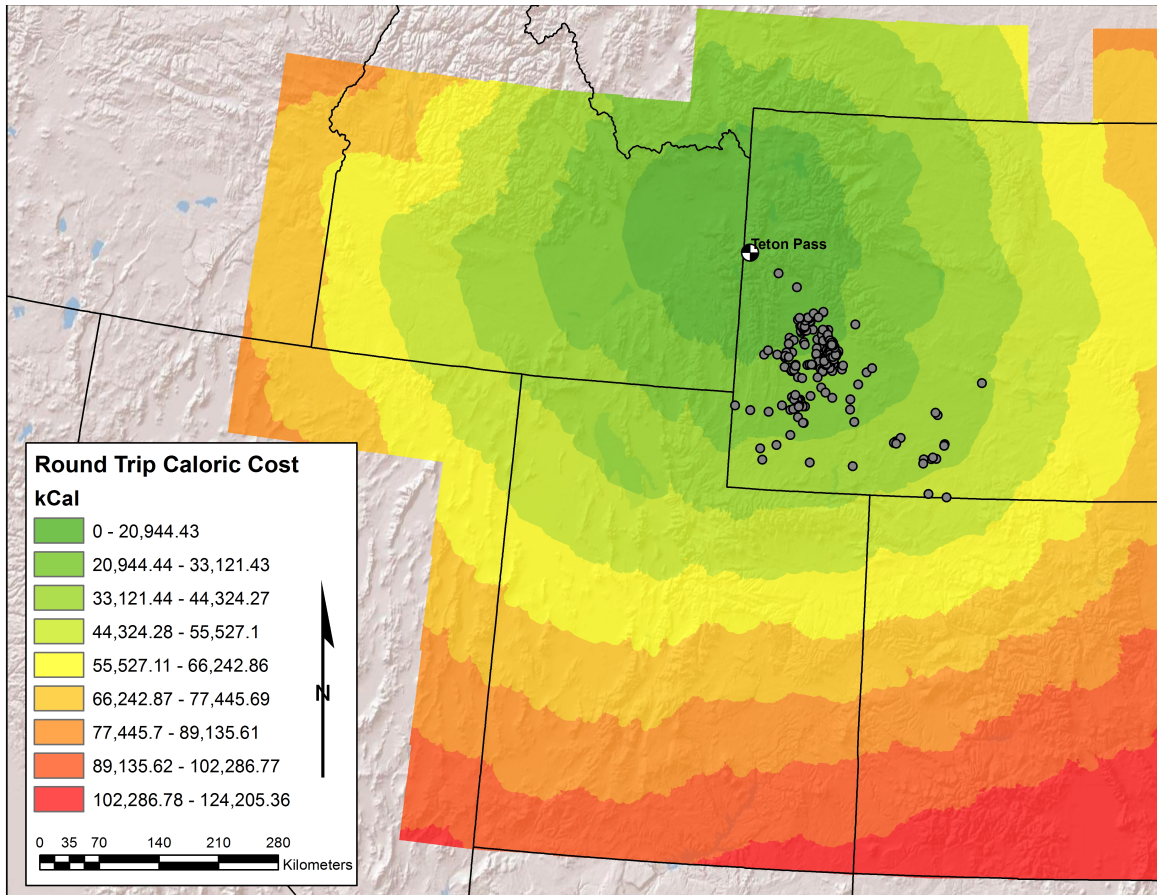 Teton Pass
Round Trip Caloric Cost
kCal
0 - 20,944.43
20,944.44 - 33,121.43
33,121.44 - 44,324.27
44,324.28 - 55,527.1
55,527.11 - 66,242.86
66,242.87 - 77,445.69
77,445.7 - 89,135.61
89,135.62 - 102,286.77
102,286.78 - 124,205.36
N
0 35 70 140 210 280
Kilometers